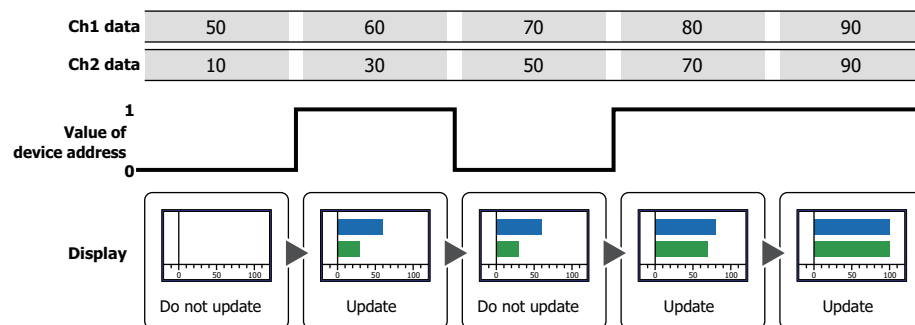 Ch1 data 50 60 70 80 90
Ch2 data 10 30 50 70 90
1
Value of
device address
0
Display
0 50 100 0 50 100 0 50 100 0 50 100 0 50 100
Do not update Update Do not update Update Update